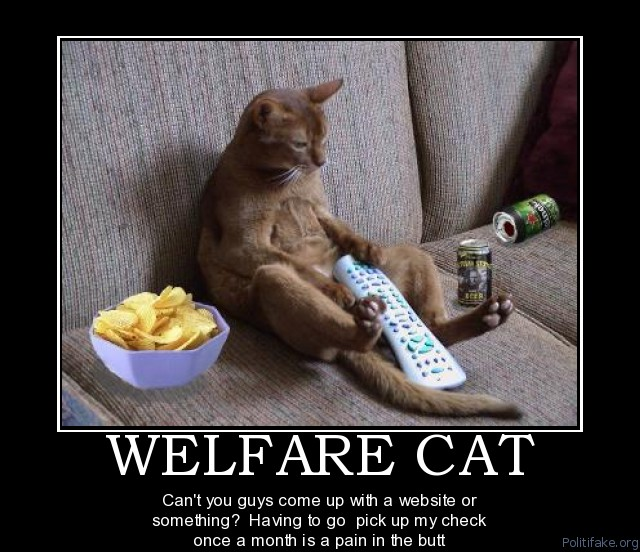 BEER
WELFARE CAT
Can't you guys come up with a website or
something? Having to go pick up my check
once a month is a pain in the butt
Politifake.org